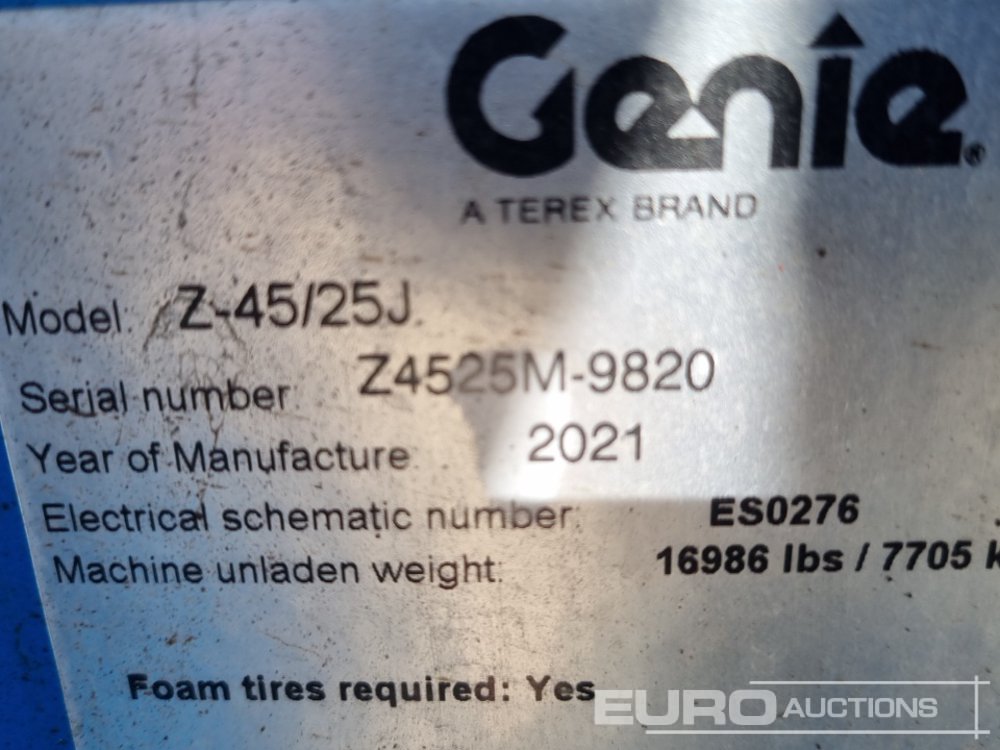 Genie®
A TEREX BRAND
Model: Z-45/25J
Serial number Z4525M-9820
Year of Manufacture: 2021
Electrical schematic number: ES0276
Machine unladen weight: 16986 lbs / 7705 k
Foam tires required: Yes
EURO AUCTIONS